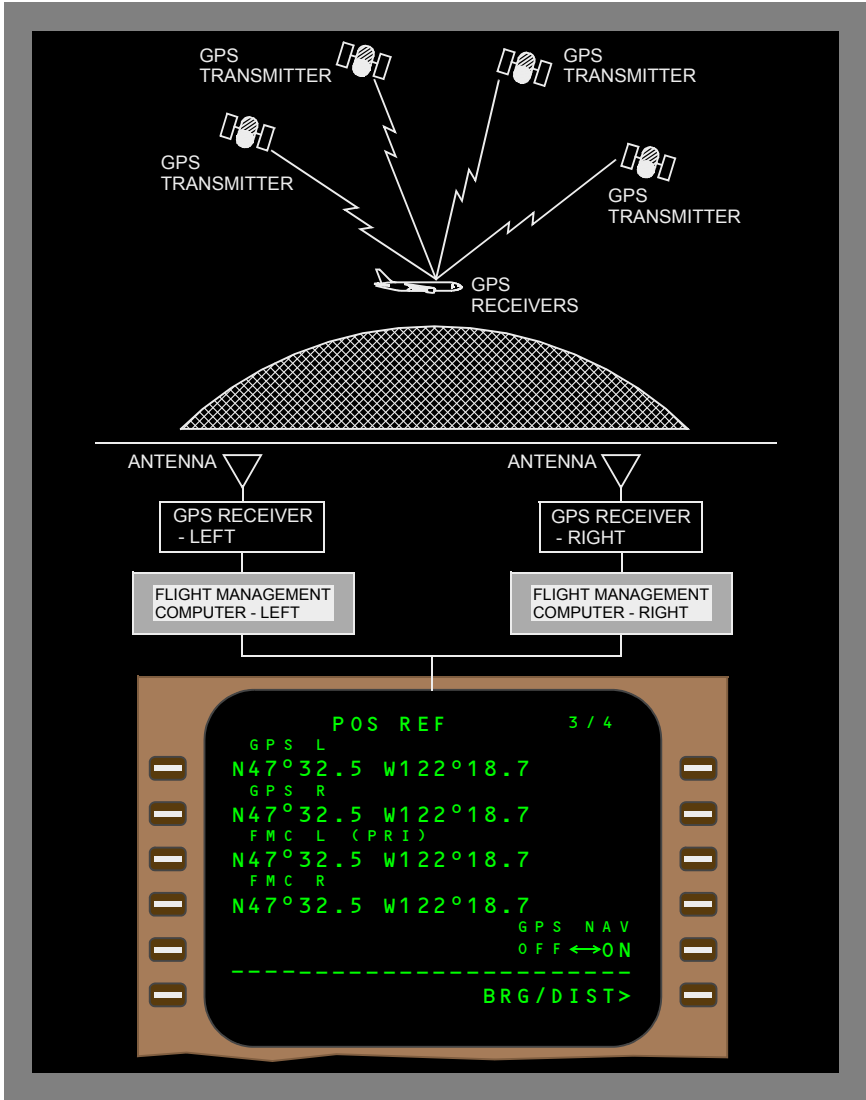 GPS
TRANSMITTER
GPS
TRANSMITTER
GPS
TRANSMITTER
GPS
TRANSMITTER
GPS
RECEIVERS
ANTENNA
ANTENNA
GPS RECEIVER
- LEFT
GPS RECEIVER
- RIGHT
FLIGHT MANAGEMENT
COMPUTER - LEFT
FLIGHT MANAGEMENT
COMPUTER - RIGHT
POS REF 3/4
GPS L
N47°32.5 W122°18.7
GPS R
N47°32.5 W122°18.7
FMC L (PRI)
N47°32.5 W122°18.7
FMC R
N47°32.5 W122°18.7
GPS NAV
OFF↔ON
------------------------
BRG/DIST>